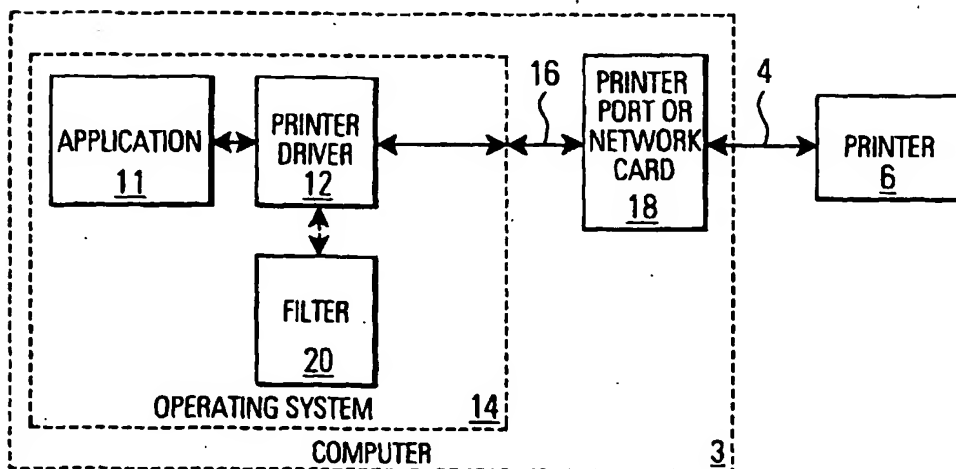 APPLICATION
11
PRINTER
DRIVER
12
FILTER
20
OPERATING SYSTEM
14
COMPUTER
3
16
PRINTER
PORT OR
NETWORK
CARD
18
4
PRINTER
6